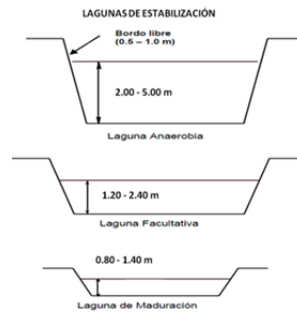 LAGUNAS DE ESTABILIZACIÓN
Bordo libre
(0.5 – 1.0 m)
2.00 - 5.00 m
Laguna Anaerobia
1.20 - 2.40 m
Laguna Facultativa
0.80 - 1.40 m
Laguna de Maduración